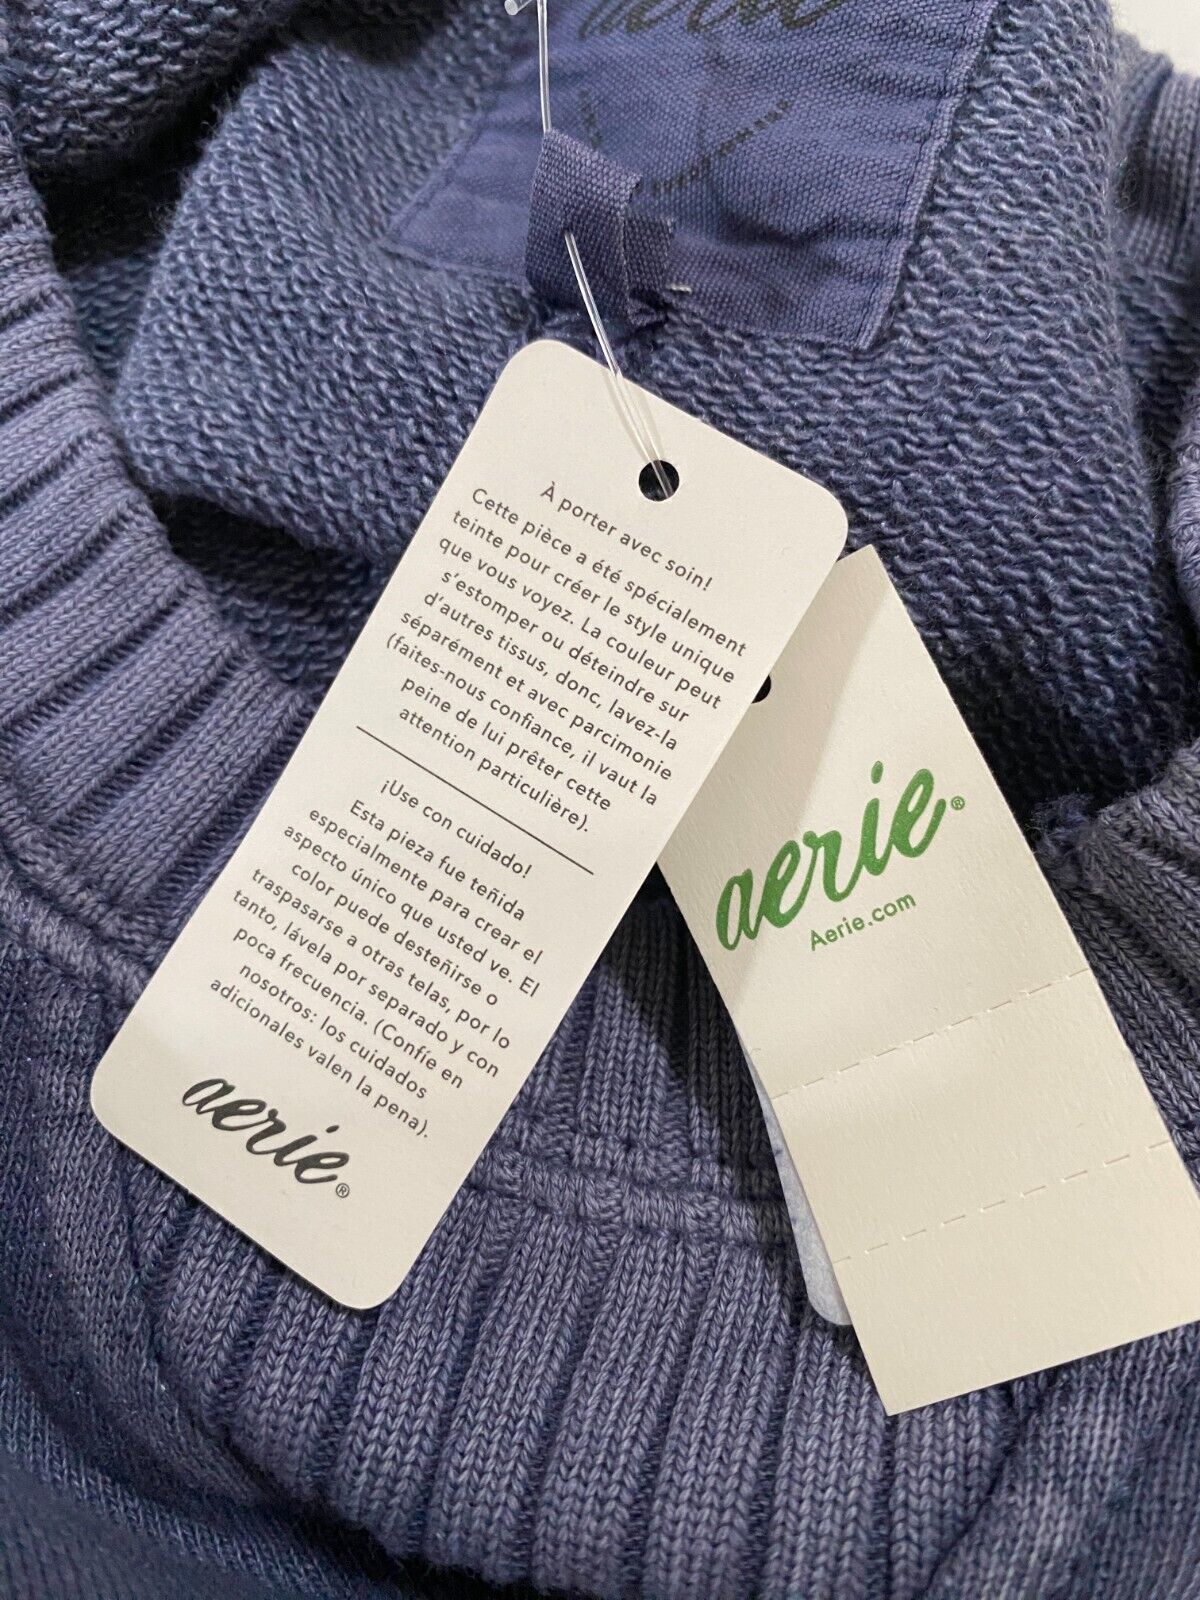 À porter avec soin!
Cette pièce a été spécialement
teinte pour créer le style unique
que vous voyez. La couleur peut
s'estomper ou déteindre sur
d'autres tissus, donc, lavez-la
séparément et avec parcimonie
(faites-nous confiance, il vaut la
peine de lui prêter cette
attention particulière).
¡Use con cuidado!
Esta pieza fue teñida
especialmente para crear el
aspecto único que usted ve. El
color puede desteñirse o
traspasarse a otras telas, por lo
tanto, lávela por separado y con
poca frecuencia. (Confíe en
nosotros: los cuidados
adicionales valen la pena).
aerie®
aerie®
Aerie.com